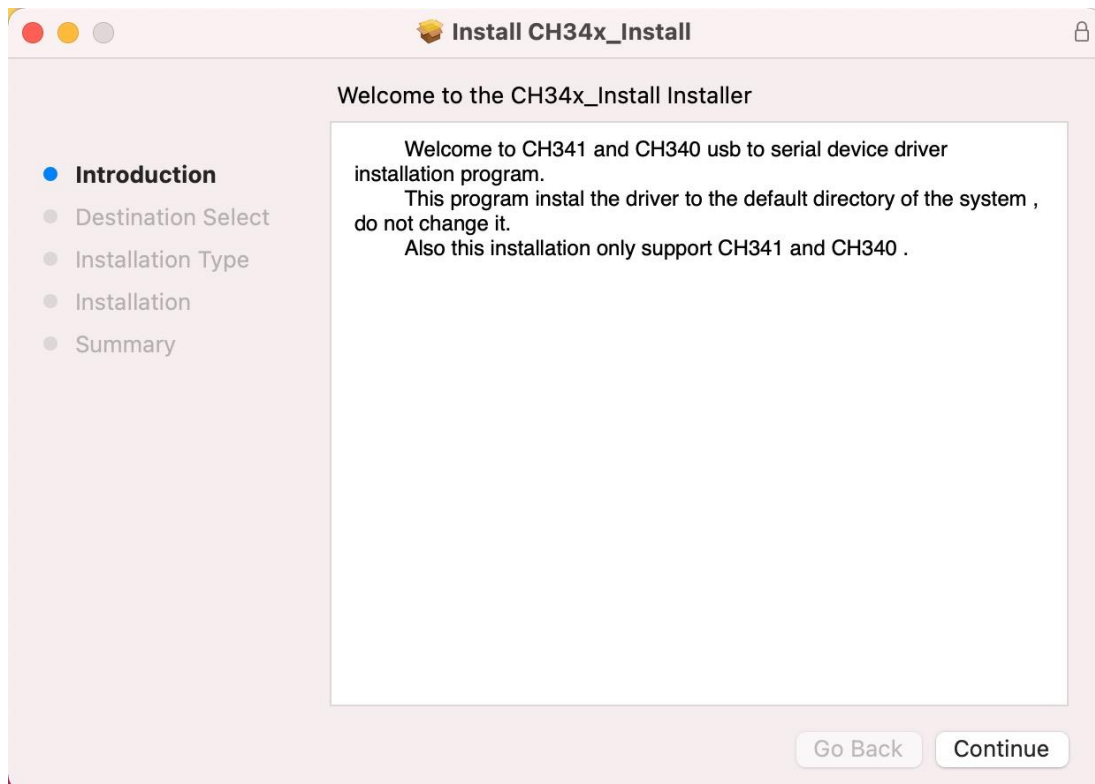 Install CH34x_Install
Welcome to the CH34x_Install Installer
Introduction
Destination Select
Installation Type
Installation
Summary
Welcome to CH341 and CH340 usb to serial device driver
installation program.
This program instal the driver to the default directory of the system ,
do not change it.
Also this installation only support CH341 and CH340 .
Go Back
Continue